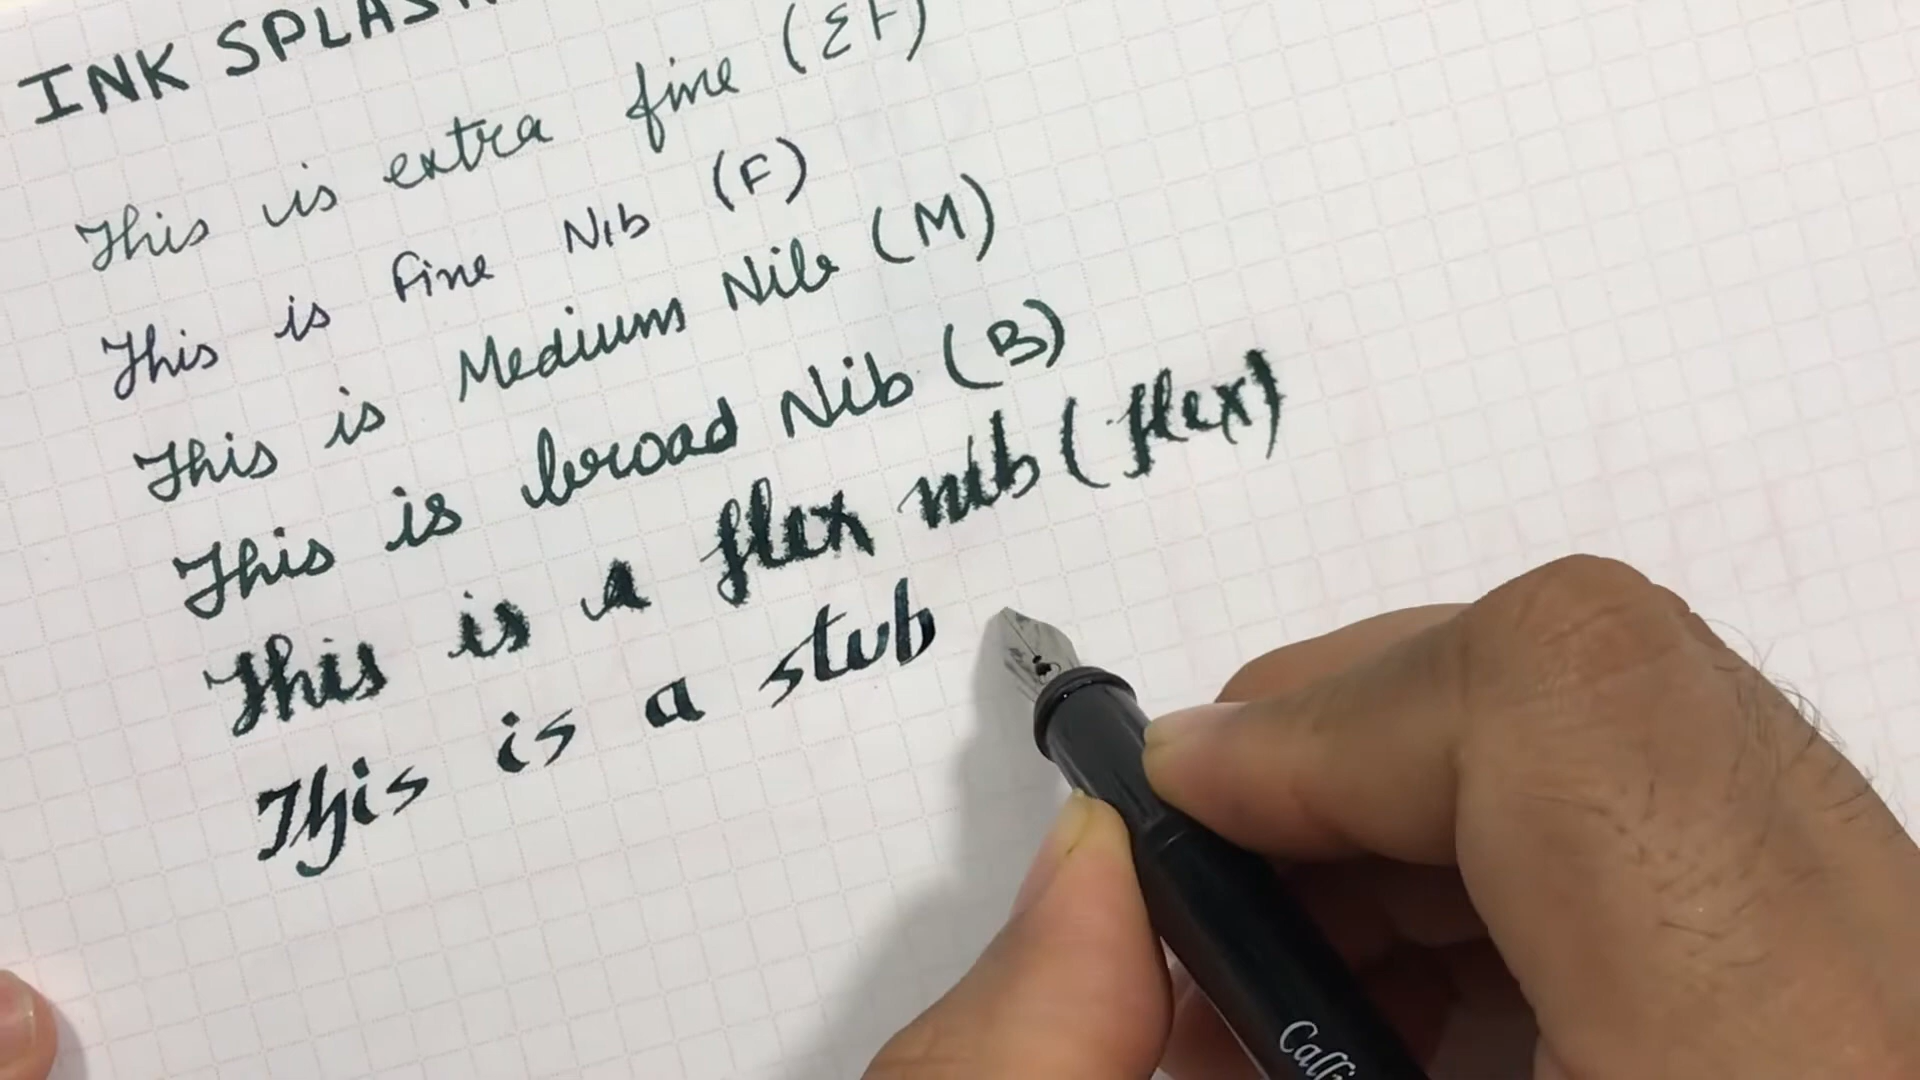 INK SPLASH
This is extra fine (EF)
This is fine Nib (F)
This is Medium Nib (M)
This is broad Nib (B)
This is a flex nib (flex)
This is a stub